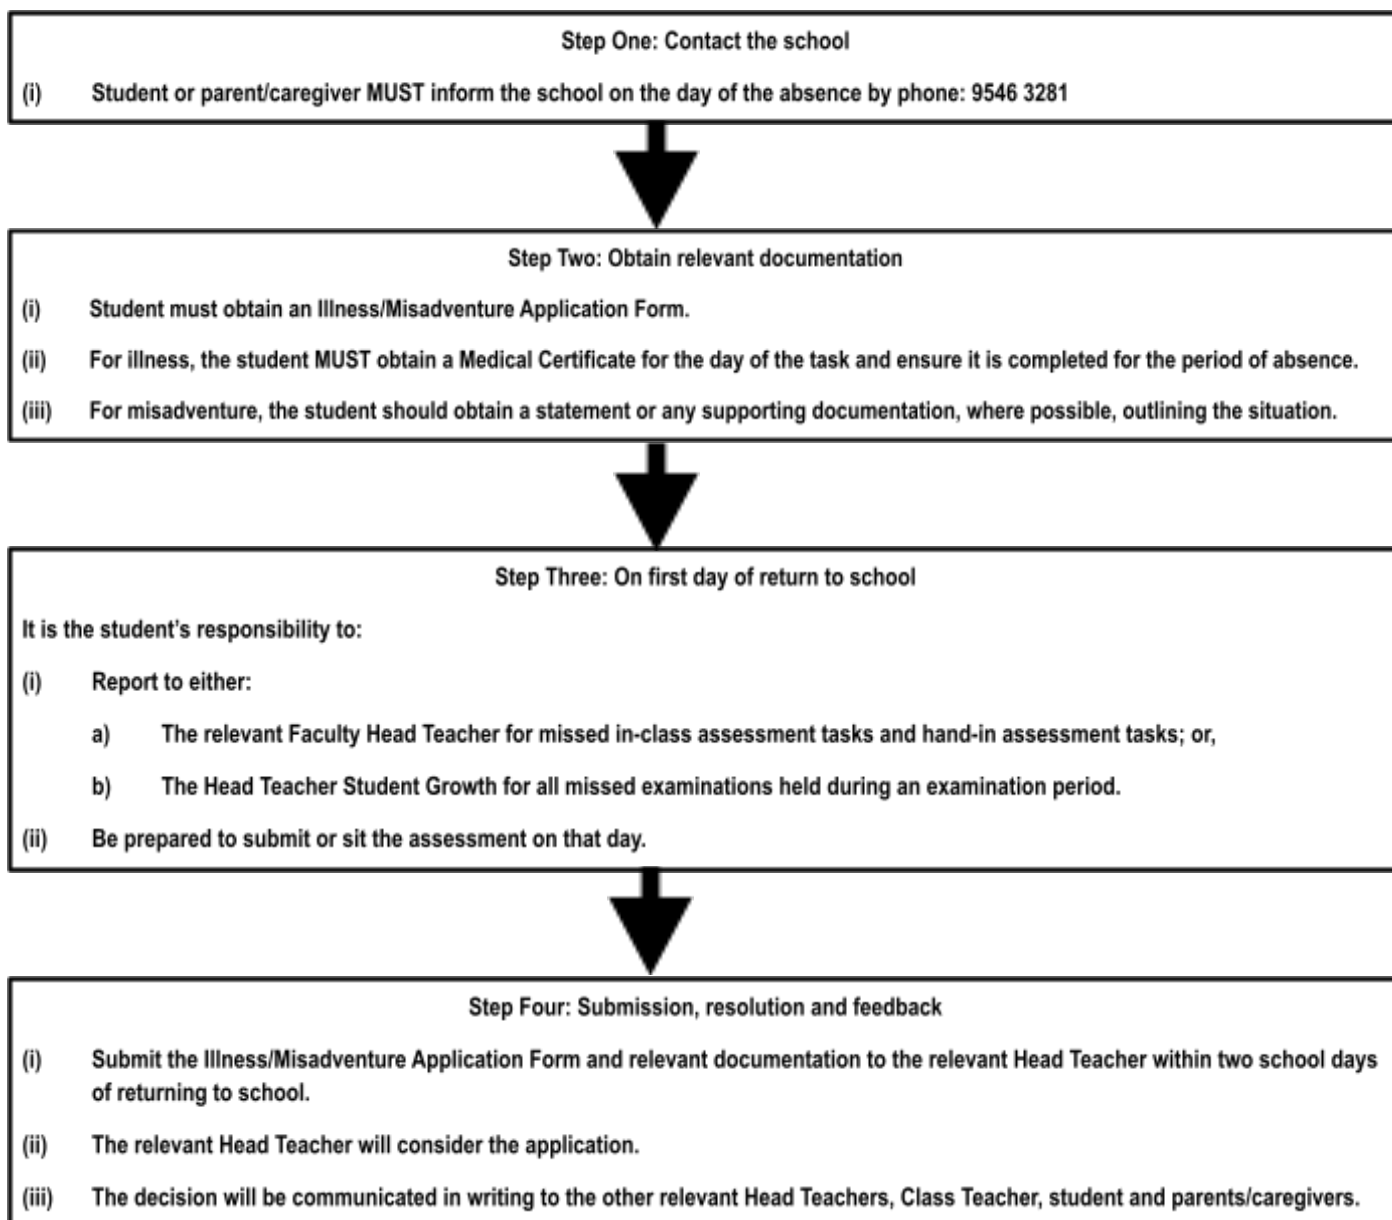 Step One: Contact the school
(i) Student or parent/caregiver MUST inform the school on the day of the absence by phone: 9546 3281
Step Two: Obtain relevant documentation
(i) Student must obtain an Illness/Misadventure Application Form.
(ii) For illness, the student MUST obtain a Medical Certificate for the day of the task and ensure it is completed for the period of absence.
(iii) For misadventure, the student should obtain a statement or any supporting documentation, where possible, outlining the situation.
Step Three: On first day of return to school
It is the student's responsibility to:
(i) Report to either:
a) The relevant Faculty Head Teacher for missed in-class assessment tasks and hand-in assessment tasks; or,
b) The Head Teacher Student Growth for all missed examinations held during an examination period.
(ii) Be prepared to submit or sit the assessment on that day.
Step Four: Submission, resolution and feedback
(i) Submit the Illness/Misadventure Application Form and relevant documentation to the relevant Head Teacher within two school days
of returning to school.
(ii) The relevant Head Teacher will consider the application.
(iii) The decision will be communicated in writing to the other relevant Head Teachers, Class Teacher, student and parents/caregivers.